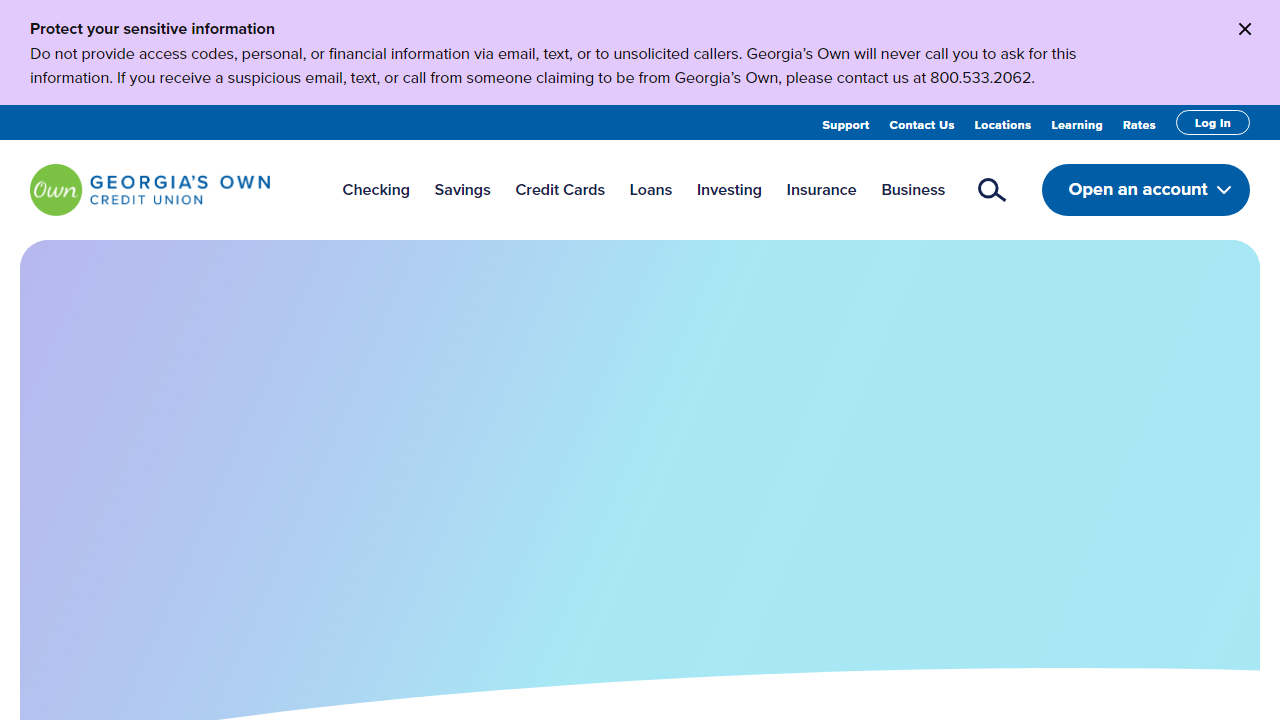 Protect your sensitive information
Do not provide access codes, personal, or financial information via email, text, or to unsolicited callers. Georgia’s Own will never call you to ask for this
information. If you receive a suspicious email, text, or call from someone claiming to be from Georgia’s Own, please contact us at 800.533.2062.
Support Contact Us Locations Learning Rates Log In
Own GEORGIA’S OWN
CREDIT UNION
Checking Savings Credit Cards Loans Investing Insurance Business Open an account